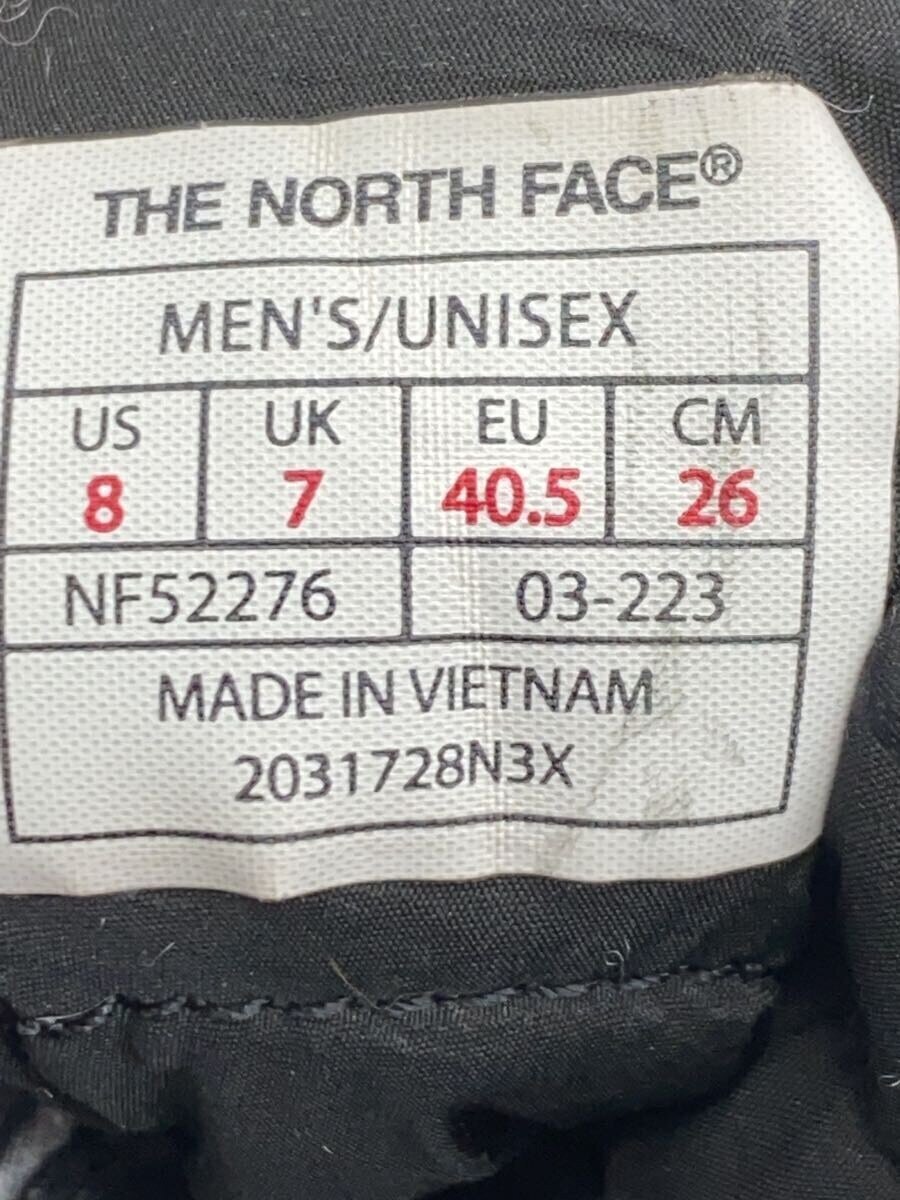 THE NORTH FACE®
MEN'S/UNISEX
US UK EU CM
8 7 40.5 26
NF52276 03-223
MADE IN VIETNAM
2031728N3X